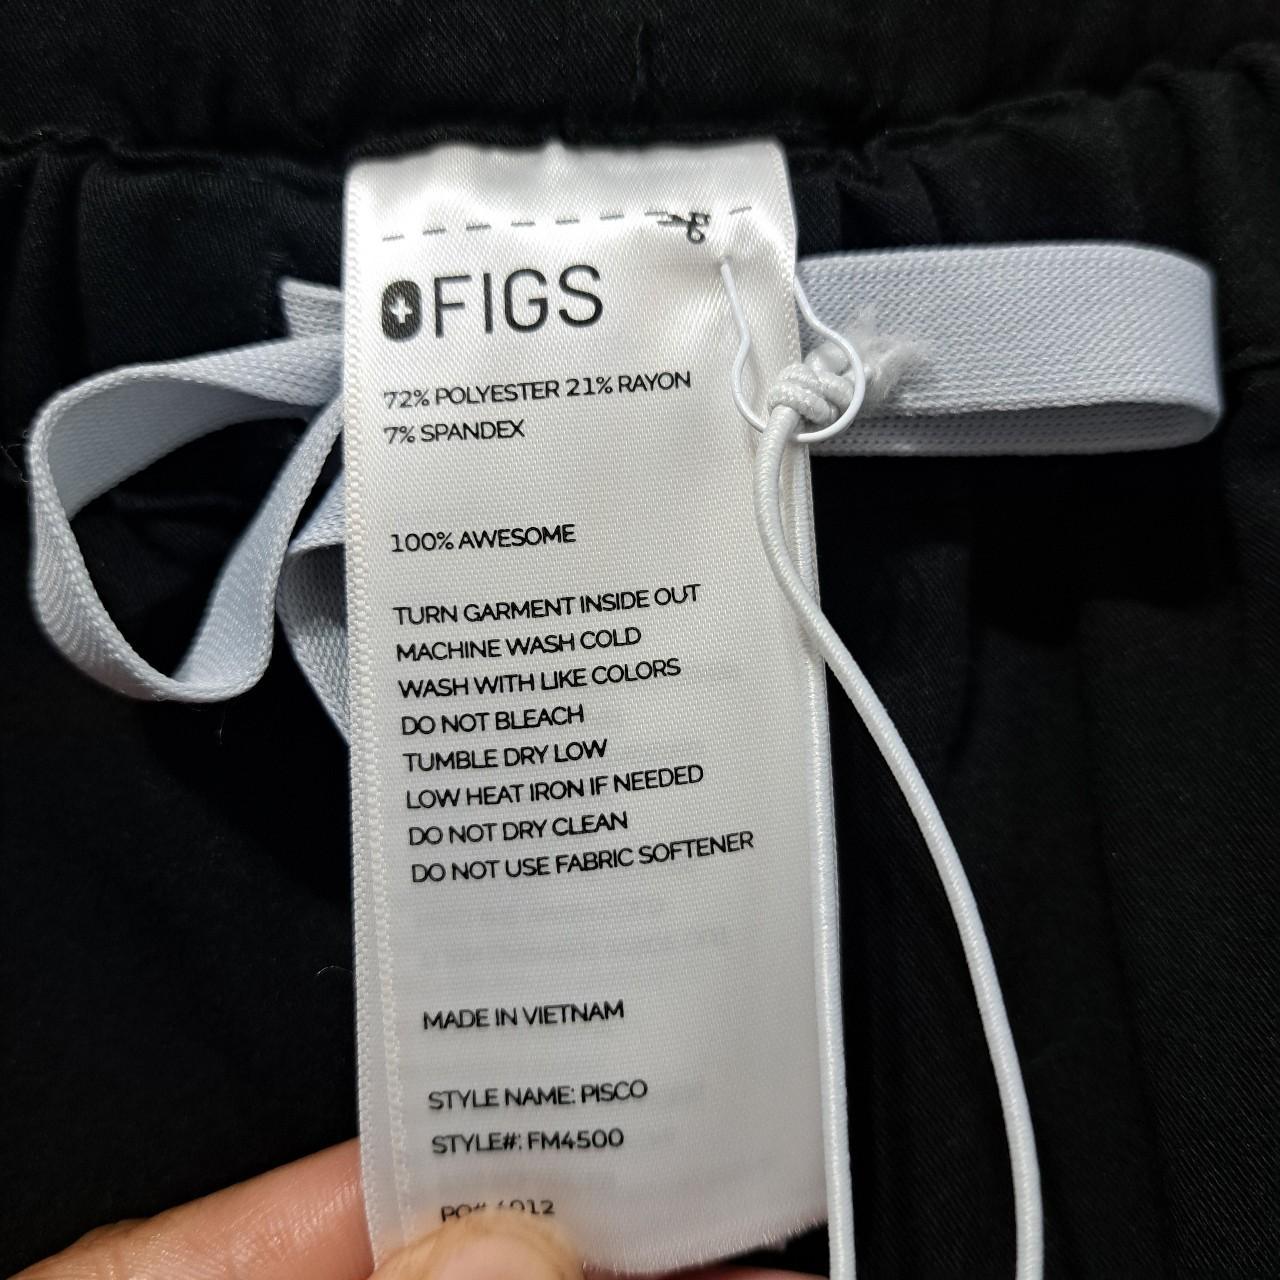 FIGS
72% POLYESTER 21% RAYON
7% SPANDEX
100% AWESOME
TURN GARMENT INSIDE OUT
MACHINE WASH COLD
WASH WITH LIKE COLORS
DO NOT BLEACH
TUMBLE DRY LOW
LOW HEAT IRON IF NEEDED
DO NOT DRY CLEAN
DO NOT USE FABRIC SOFTENER
MADE IN VIETNAM
STYLE NAME: PISCO
STYLE#: FM4500
PO#